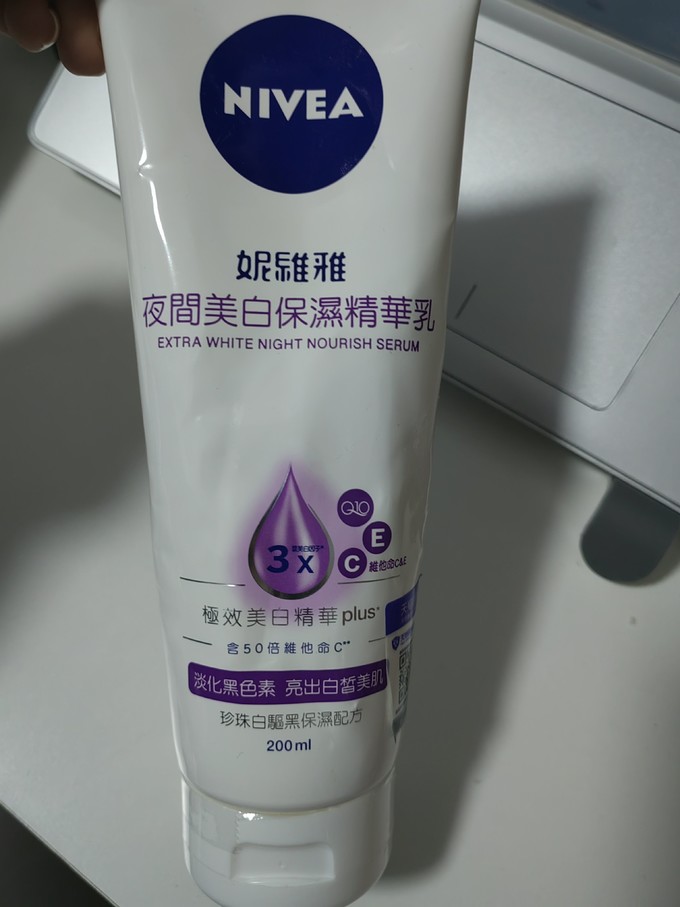 NIVEA
妮維雅
夜間美白保濕精華乳
EXTRA WHITE NIGHT NOURISH SERUM
Q10
E
3X
C 維他命C&E
極效美白精華plus*
含50倍維他命C**
淡化黑色素 亮出白皙美肌
珍珠白驅黑保濕配方
200ml